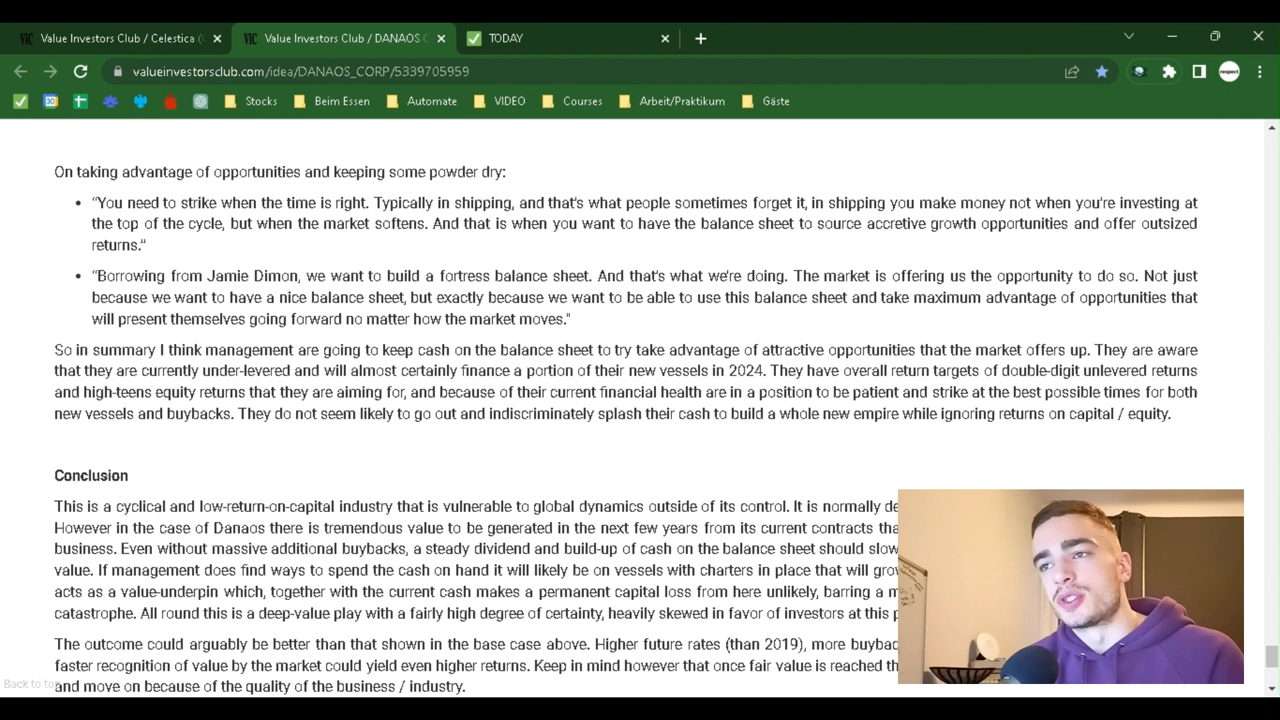 Value Investors Club / Celestica (
Value Investors Club / DANAOS C
TODAY
valueinvestorsclub.com/idea/DANAOS_CORP/5339705959
respect
30
Stocks
Beim Essen
Automate
VIDEO
Courses
Arbeit/Praktikum
Gäste
On taking advantage of opportunities and keeping some powder dry:
• "You need to strike when the time is right. Typically in shipping, and that's what people sometimes forget it, in shipping you make money not when you're investing at
the top of the cycle, but when the market softens. And that is when you want to have the balance sheet to source accretive growth opportunities and offer outsized
returns."
• "Borrowing from Jamie Dimon, we want to build a fortress balance sheet. And that's what we're doing. The market is offering us the opportunity to do so. Not just
because we want to have a nice balance sheet, but exactly because we want to be able to use this balance sheet and take maximum advantage of opportunities that
will present themselves going forward no matter how the market moves."
So in summary I think management are going to keep cash on the balance sheet to try take advantage of attractive opportunities that the market offers up. They are aware
that they are currently under-levered and will almost certainly finance a portion of their new vessels in 2024. They have overall return targets of double-digit unlevered returns
and high-teens equity returns that they are aiming for, and because of their current financial health are in a position to be patient and strike at the best possible times for both
new vessels and buybacks. They do not seem likely to go out and indiscriminately splash their cash to build a whole new empire while ignoring returns on capital / equity.
Conclusion
This is a cyclical and low-return-on-capital industry that is vulnerable to global dynamics outside of its control. It is normally de
However in the case of Danaos there is tremendous value to be generated in the next few years from its current contracts tha
business. Even without massive additional buybacks, a steady dividend and build-up of cash on the balance sheet should slow
value. If management does find ways to spend the cash on hand it will likely be on vessels with charters in place that will grow
acts as a value-underpin which, together with the current cash makes a permanent capital loss from here unlikely, barring a m
catastrophe. All round this is a deep-value play with a fairly high degree of certainty, heavily skewed in favor of investors at this p
The outcome could arguably be better than that shown in the base case above. Higher future rates (than 2019), more buybac
faster recognition of value by the market could yield even higher returns. Keep in mind however that once fair value is reached th
Back to top
and move on because of the quality of the business / industry.